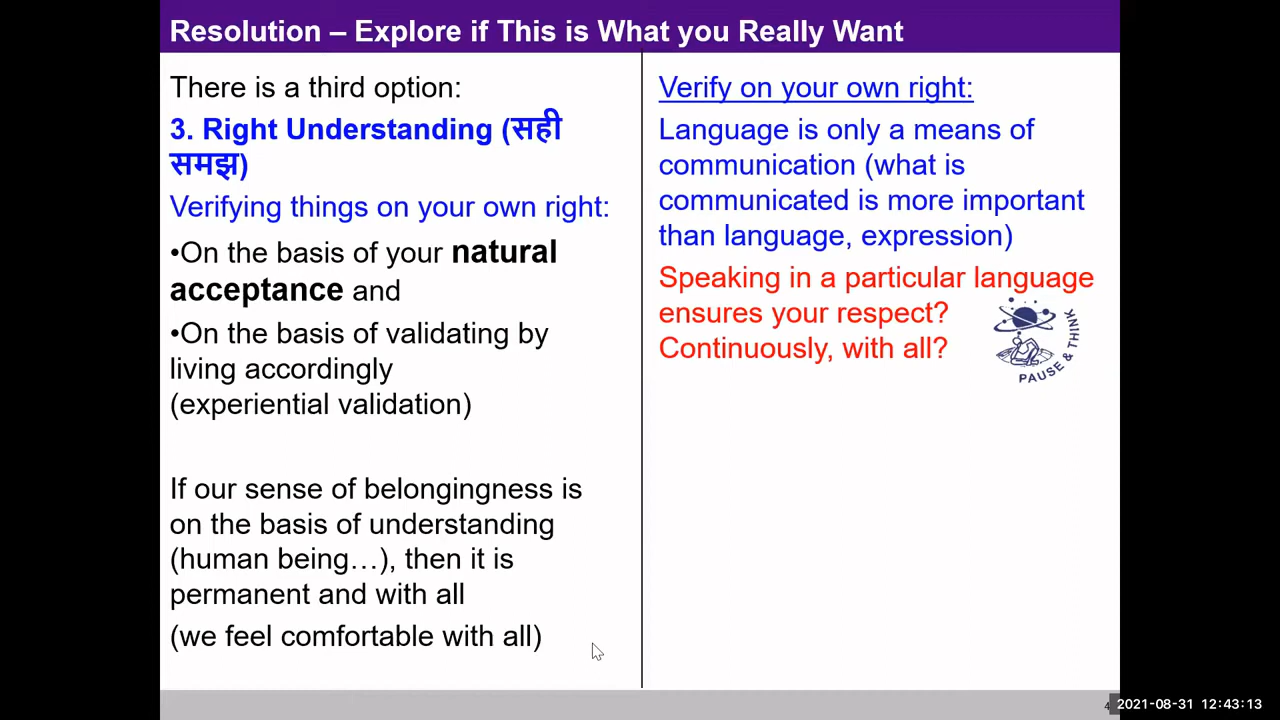 Resolution – Explore if This is What you Really Want
There is a third option:
3. Right Understanding (सही
समझ)
Verifying things on your own right:
•On the basis of your natural
acceptance and
•On the basis of validating by
living accordingly
(experiential validation)
If our sense of belongingness is
on the basis of understanding
(human being…), then it is
permanent and with all
(we feel comfortable with all)
Verify on your own right:
Language is only a means of
communication (what is
communicated is more important
than language, expression)
Speaking in a particular language
ensures your respect?
Continuously, with all?
PAUSE & THINK
2021-08-31 12:43:13